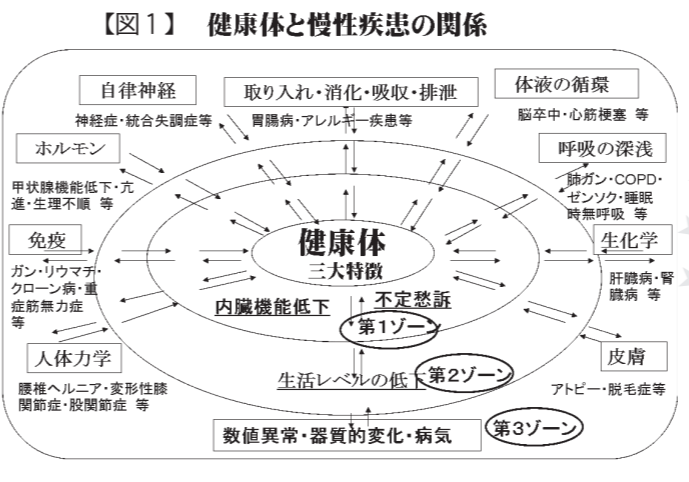 【図1】 健康体と慢性疾患の関係
自律神経
神経症・統合失調症等
取り入れ・消化・吸収・排泄
胃腸病・アレルギー疾患等
体液の循環
脳卒中・心筋梗塞 等
ホルモン
甲状腺機能低下・亢
進・生理不順 等
呼吸の深浅
肺ガン・COPD・
ゼンソク・睡眠
時無呼吸 等
免疫
ガン・リウマチ・
クローン病・重
症筋無力症
等
健康体
三大特徴
生化学
肝臓病・腎
臓病 等
内臓機能低下
不定愁訴
第1ゾーン
人体力学
腰椎ヘルニア・変形性膝
関節症・股関節症 等
生活レベルの低下
第2ゾーン
皮膚
アトピー・脱毛症等
数値異常・器質的変化・病気
第3ゾーン